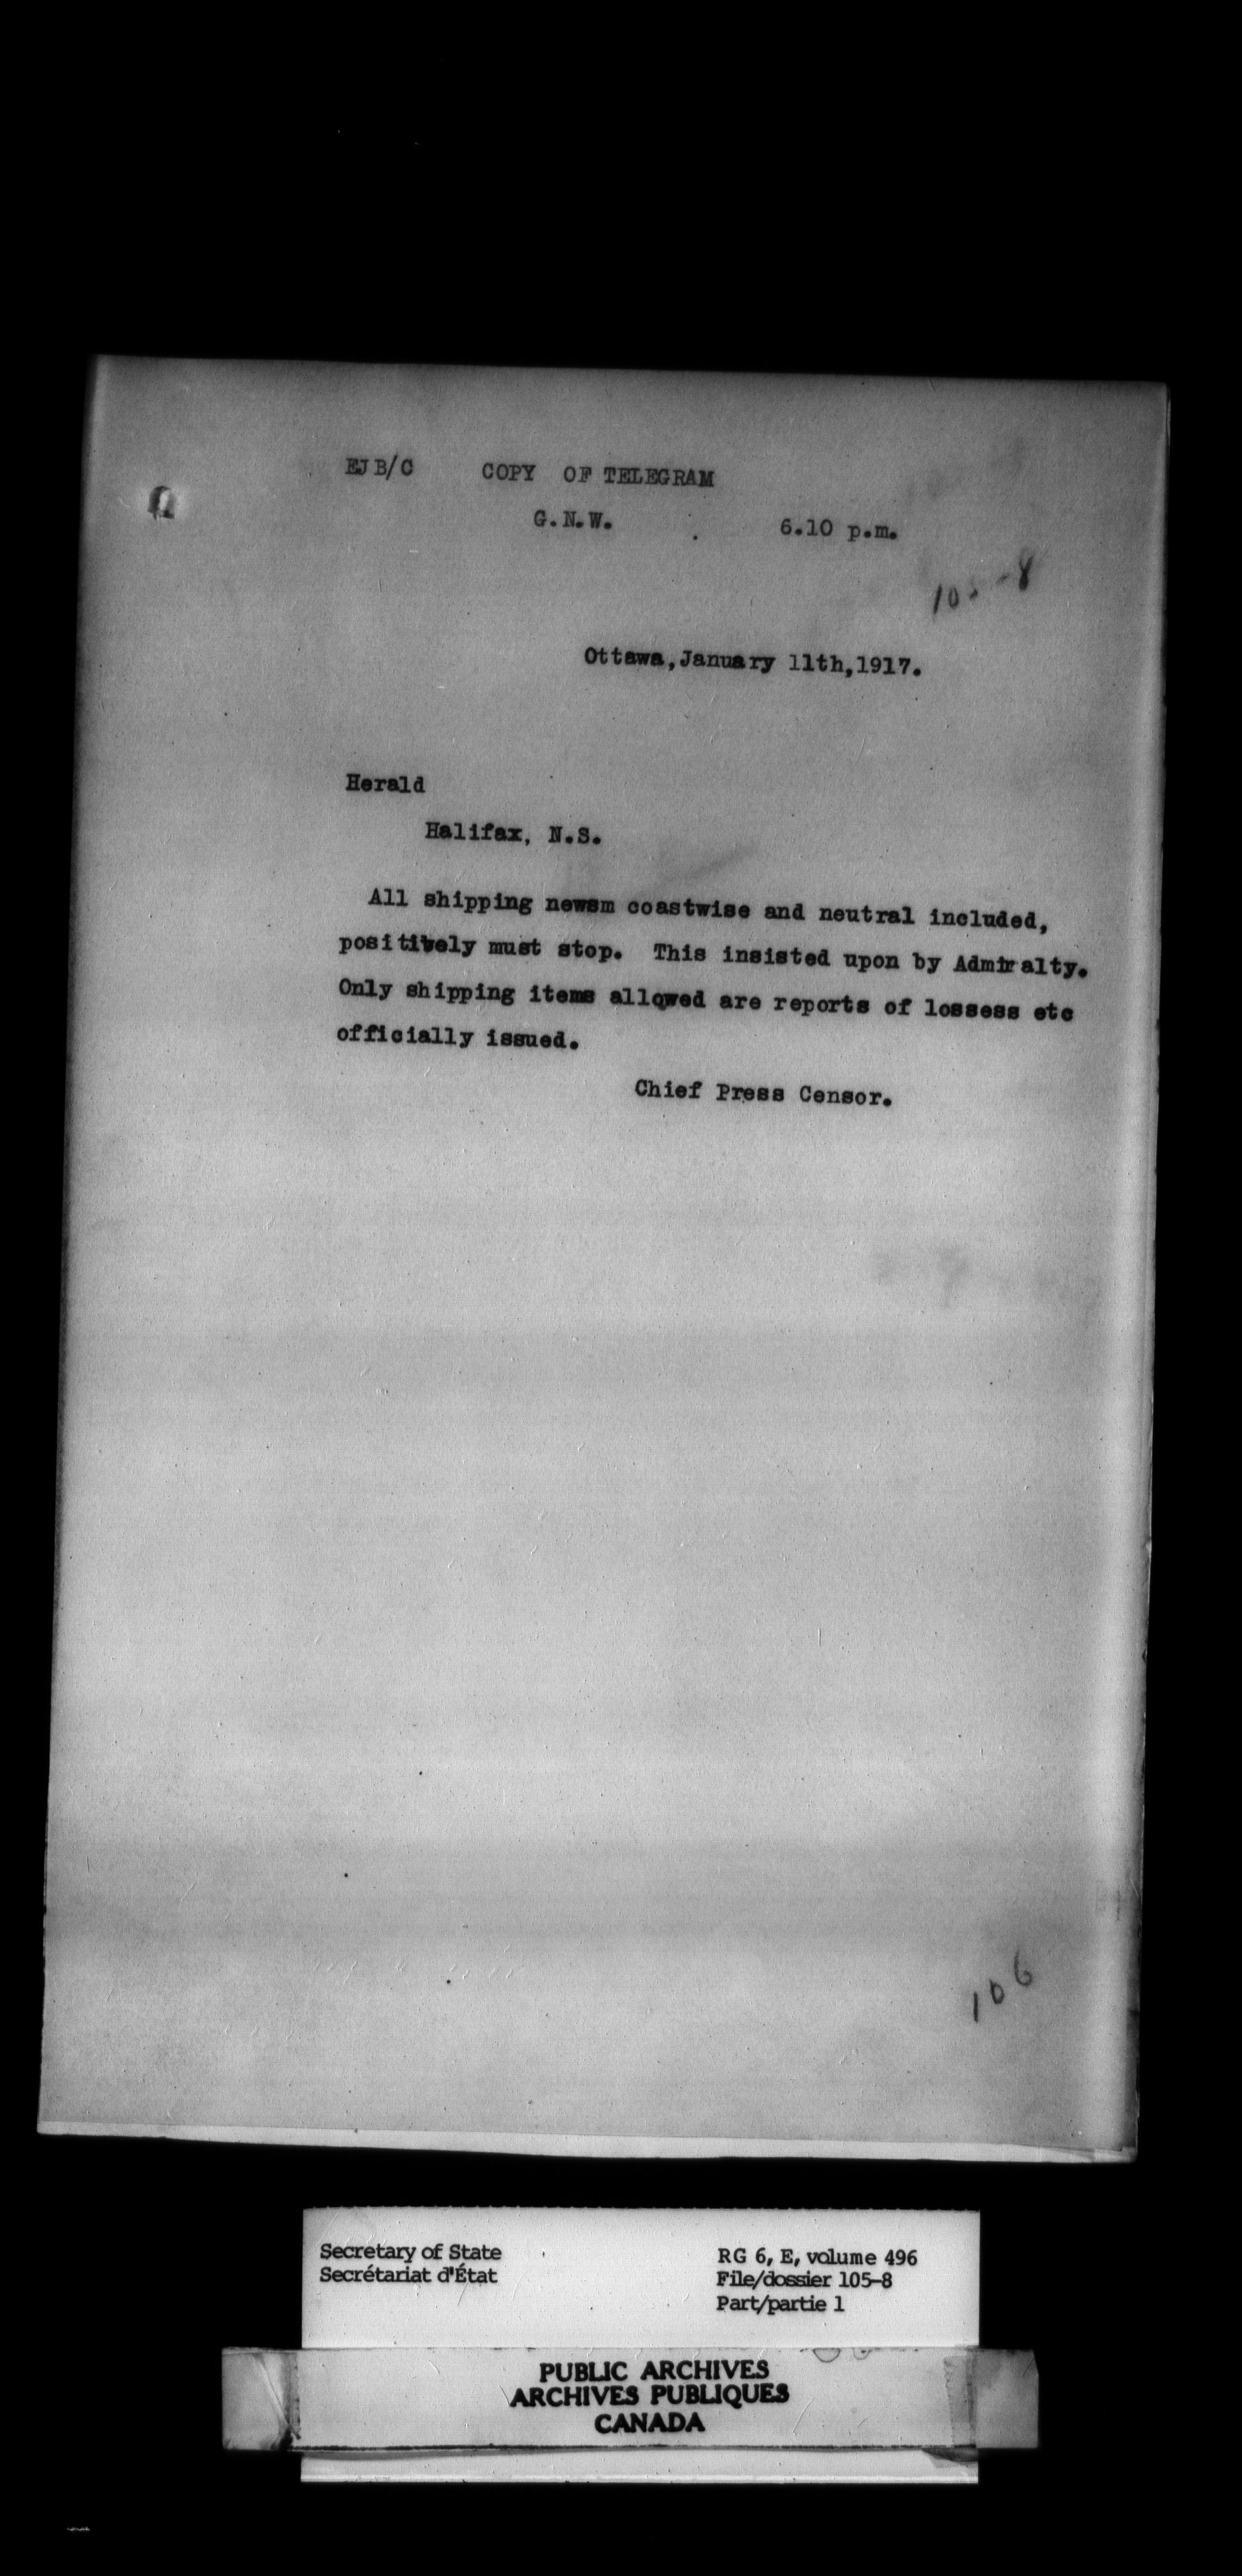 EJB/C COPY OF TELEGRAM
G.N.W. 6.10 p.m.
105-8
Ottawa, January 11th, 1917.
Herald
Halifax, N.S.
All shipping newsm coastwise and neutral included,
positively must stop. This insisted upon by Admiralty.
Only shipping items allowed are reports of lossess etc
officially issued.
Chief Press Censor.
106
Secretary of State
Secrétariat d'État
RG 6, E, volume 496
File/dossier 105-8
Part/partie 1
PUBLIC ARCHIVES
ARCHIVES PUBLIQUES
CANADA